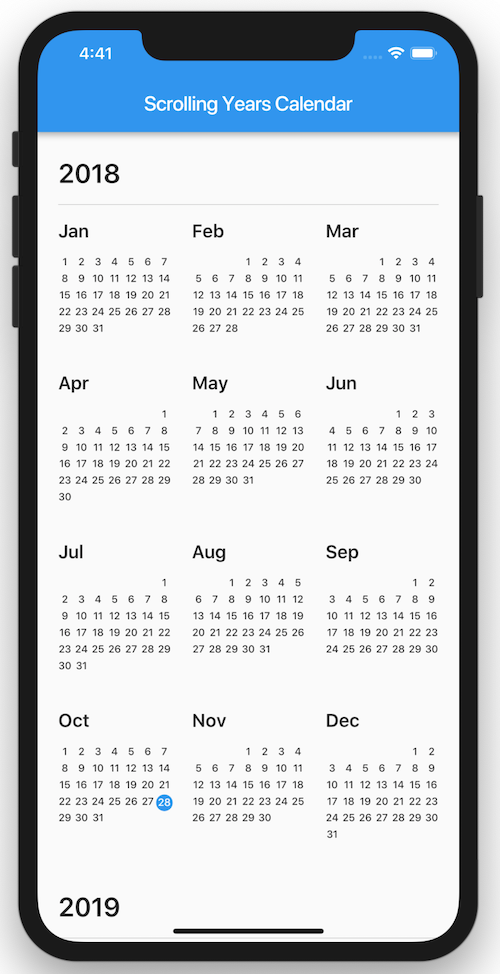 4:41
Scrolling Years Calendar
2018
Jan Feb Mar
1 2 3 4 5 6 7 1 2 3 4 1 2 3 4
8 9 10 11 12 13 14 5 6 7 8 9 10 11 5 6 7 8 9 10 11
15 16 17 18 19 20 21 12 13 14 15 16 17 18 12 13 14 15 16 17 18
22 23 24 25 26 27 28 19 20 21 22 23 24 25 19 20 21 22 23 24 25
29 30 31 26 27 28 26 27 28 29 30 31
Apr May Jun
1 1 2 3 4 5 6 1 2 3
2 3 4 5 6 7 8 7 8 9 10 11 12 13 4 5 6 7 8 9 10
9 10 11 12 13 14 15 14 15 16 17 18 19 20 11 12 13 14 15 16 17
16 17 18 19 20 21 22 21 22 23 24 25 26 27 18 19 20 21 22 23 24
23 24 25 26 27 28 29 28 29 30 31 25 26 27 28 29 30
30
Jul Aug Sep
1 1 2 3 4 5 1 2
2 3 4 5 6 7 8 6 7 8 9 10 11 12 3 4 5 6 7 8 9
9 10 11 12 13 14 15 13 14 15 16 17 18 19 10 11 12 13 14 15 16
16 17 18 19 20 21 22 20 21 22 23 24 25 26 17 18 19 20 21 22 23
23 24 25 26 27 28 29 27 28 29 30 31 24 25 26 27 28 29 30
30 31
Oct Nov Dec
1 2 3 4 5 6 7 1 2 3 4 1 2
8 9 10 11 12 13 14 5 6 7 8 9 10 11 3 4 5 6 7 8 9
15 16 17 18 19 20 21 12 13 14 15 16 17 18 10 11 12 13 14 15 16
22 23 24 25 26 27 28 19 20 21 22 23 24 25 17 18 19 20 21 22 23
29 30 31 26 27 28 29 30 24 25 26 27 28 29 30
31
2019